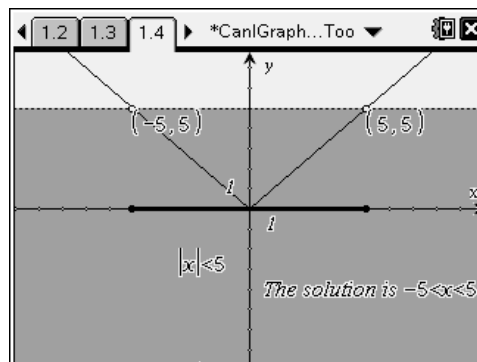 1.2 1.3 1.4 *CanIGraph...Too
y
(-5,5) (5,5)
1
x
1
|x|<5
The solution is -5<x<5